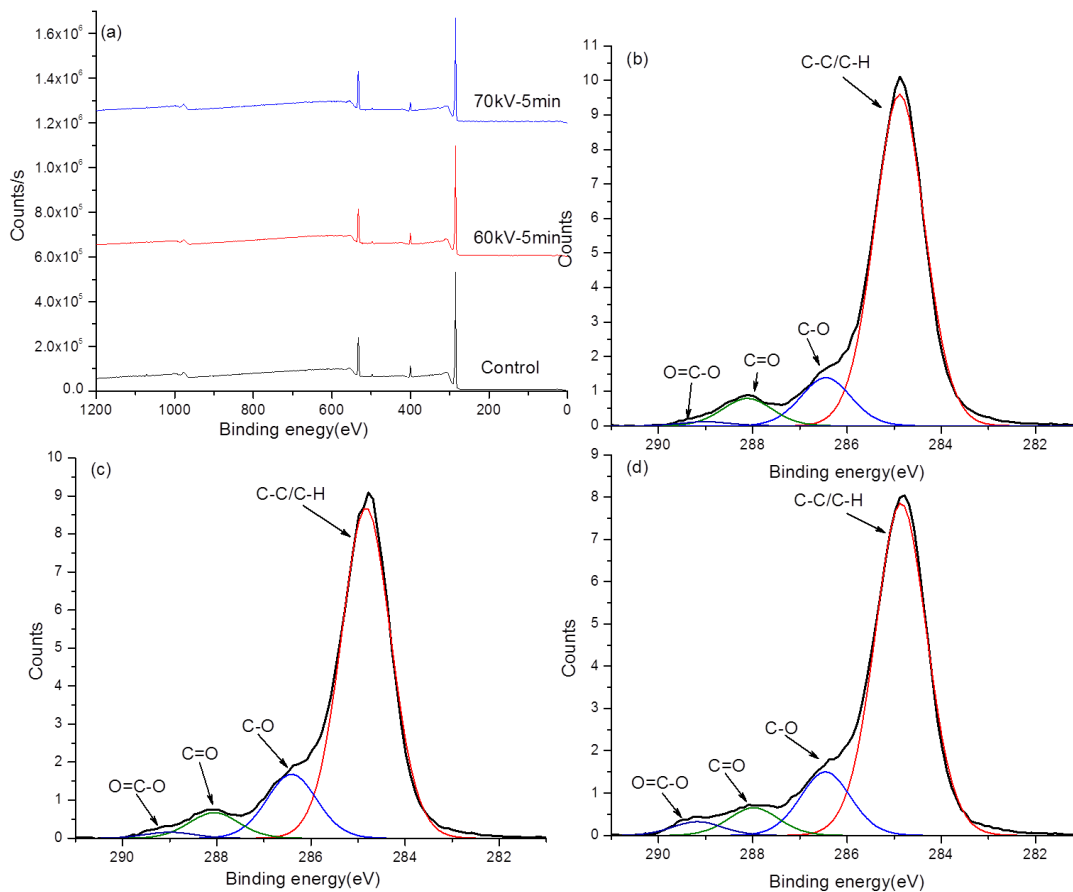 (a)
1.6x10⁶
1.4x10⁶
1.2x10⁶
1.0x10⁶
8.0x10⁵
6.0x10⁵
4.0x10⁵
2.0x10⁵
0.0
Counts/s
70kV-5min
60kV-5min
Control
1200 1000 800 600 400 200 0
Binding energy(eV)
(b)
11
10
9
8
7
6
5
4
3
2
1
0
Counts
C-C/C-H
C-O
C=O
O=C-O
290 288 286 284 282
Binding energy(eV)
(c)
10
9
8
7
6
5
4
3
2
1
0
Counts
C-C/C-H
C-O
C=O
O=C-O
290 288 286 284 282
Binding energy(eV)
(d)
9
8
7
6
5
4
3
2
1
0
Counts
C-C/C-H
C-O
C=O
O=C-O
290 288 286 284 282
Binding energy(eV)